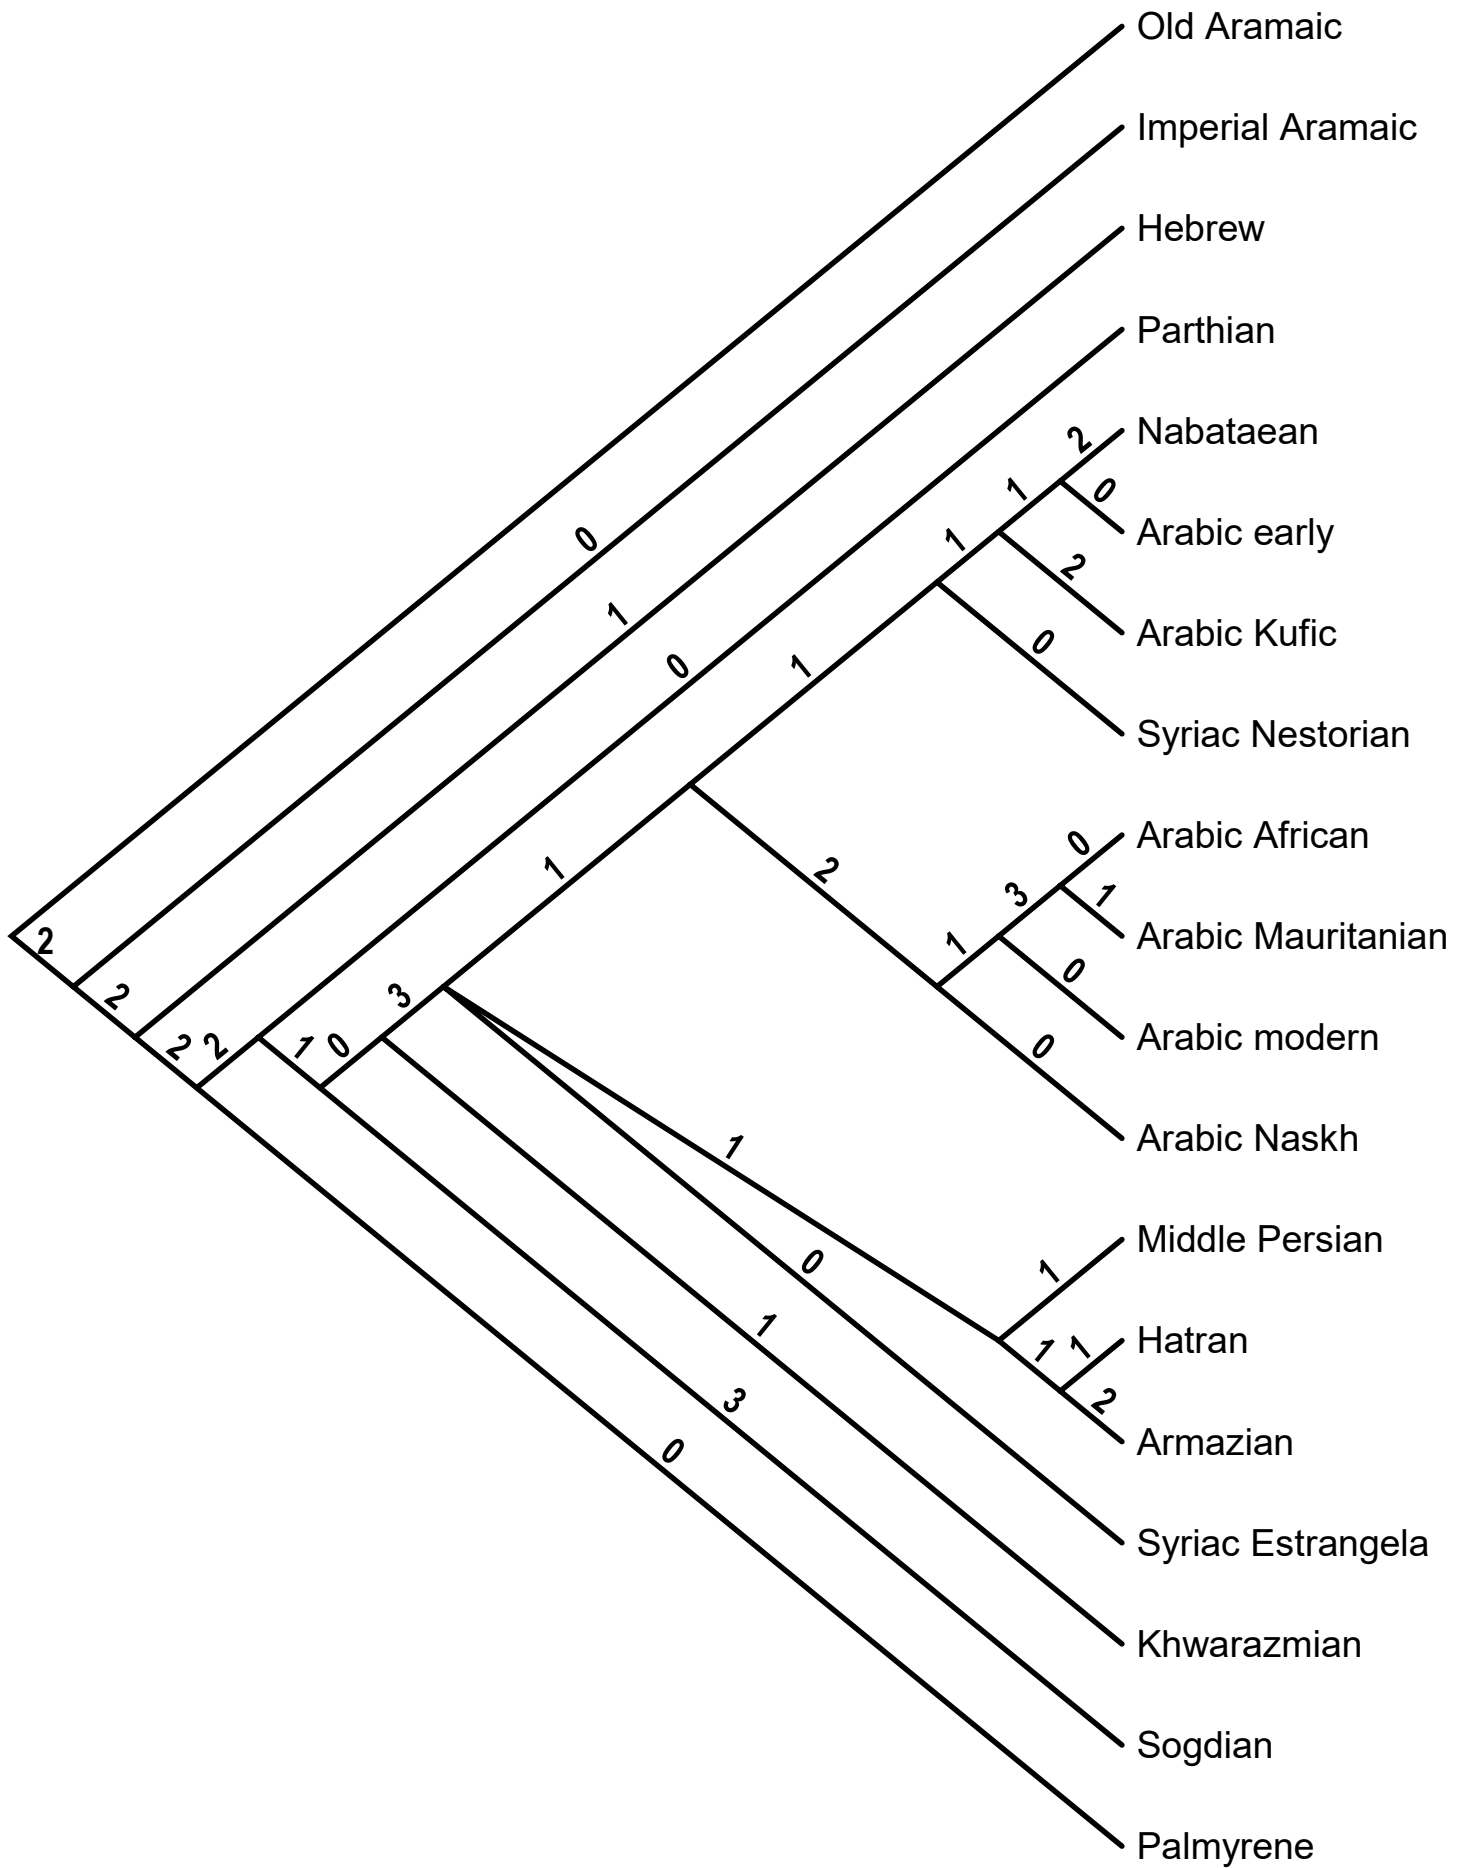 Old Aramaic
Imperial Aramaic
Hebrew
Parthian
2
Nabataean
1
0
0
1
Arabic early
2
1
Arabic Kufic
0
0
1
Syriac Nestorian
0
Arabic African
1
2
3
1
2
1
Arabic Mauritanian
0
2
3
Arabic modern
2
2
1
0
0
Arabic Naskh
1
Middle Persian
0
1
1
Hatran
1
1
3
2
Armazian
0
Syriac Estrangela
Khwarazmian
Sogdian
Palmyrene